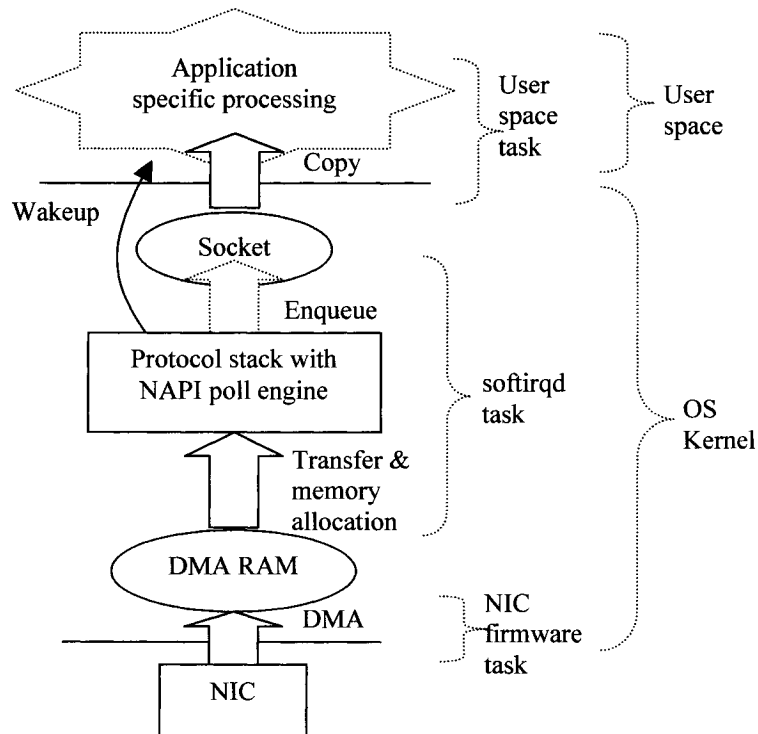 Application
specific processing
User
space
task
User
space
Copy
Wakeup
Socket
Enqueue
Protocol stack with
NAPI poll engine
softirqd
task
OS
Kernel
Transfer &
memory
allocation
DMA RAM
DMA
NIC
firmware
task
NIC